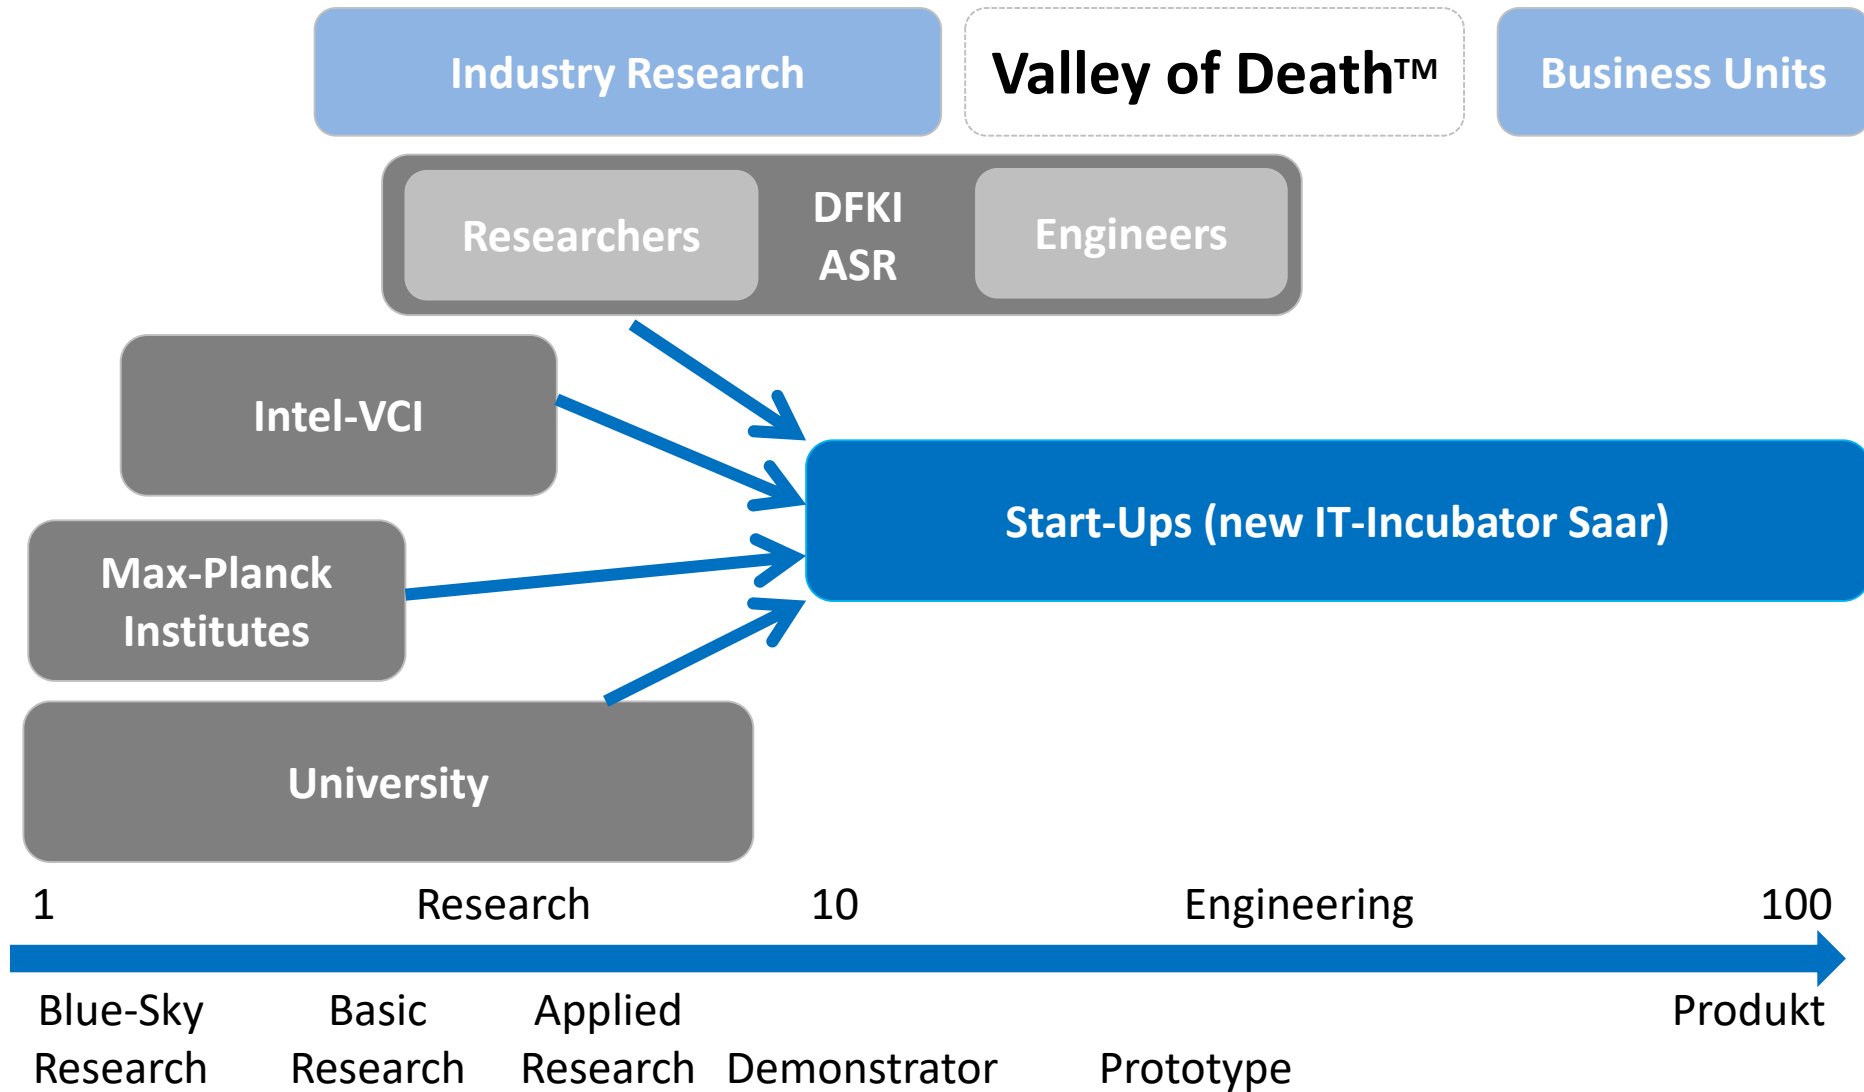 Industry Research
Valley of Death™
Business Units
Researchers
DFKI
ASR
Engineers
Intel-VCI
Start-Ups (new IT-Incubator Saar)
Max-Planck
Institutes
University
1 Research 10 Engineering 100
Blue-Sky
Research
Basic
Research
Applied
Research
Demonstrator
Prototype
Produkt